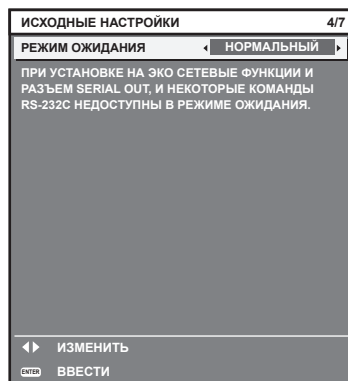 ИСХОДНЫЕ НАСТРОЙКИ 4/7
РЕЖИМ ОЖИДАНИЯ НОРМАЛЬНЫЙ
ПРИ УСТАНОВКЕ НА ЭКО СЕТЕВЫЕ ФУНКЦИИ И
РАЗЪЕМ SERIAL OUT, И НЕКОТОРЫЕ КОМАНДЫ
RS-232C НЕДОСТУПНЫ В РЕЖИМЕ ОЖИДАНИЯ.
ИЗМЕНИТЬ
ENTER ВВЕСТИ